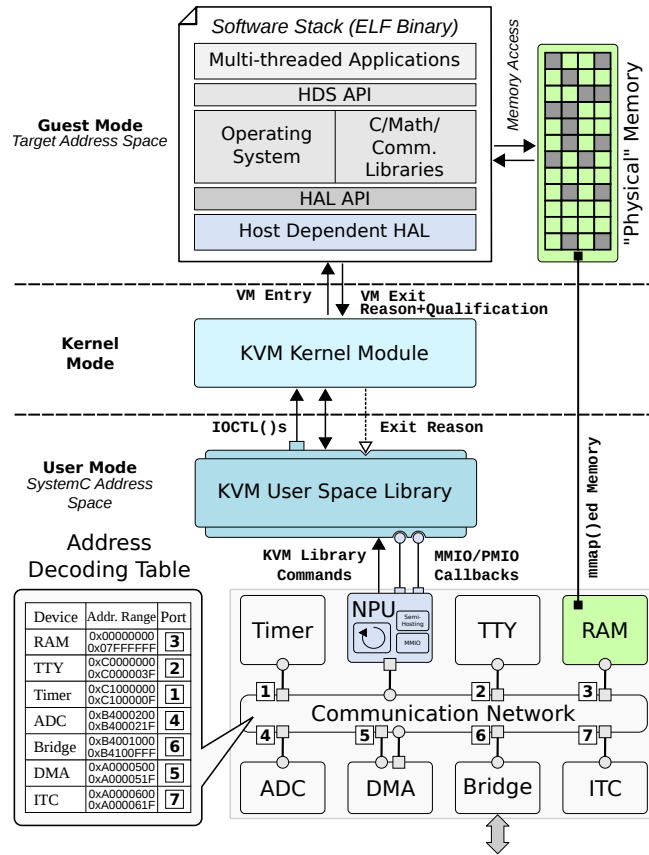 Software Stack (ELF Binary)
Multi-threaded Applications
HDS API
Operating
System
C/Math/
Comm.
Libraries
HAL API
Host Dependent HAL
Guest Mode
Target Address Space
Memory Access
"Physical" Memory
VM Entry
VM Exit
Reason+Qualification
Kernel
Mode
KVM Kernel Module
IOCTL()s
Exit Reason
User Mode
SystemC Address
Space
KVM User Space Library
mmap()ed Memory
KVM Library
Commands
MMIO/PMIO
Callbacks
Address
Decoding Table
Device Addr. Range Port
RAM 0x00000000 0x07FFFFFF 3
TTY 0xC0000000 0xC000003F 2
Timer 0xC1000000 0xC100000F 1
ADC 0xB4000200 0xB400021F 4
Bridge 0xB4001000 0xB4100FFF 6
DMA 0xA0000500 0xA000051F 5
ITC 0xA0000600 0xA000061F 7
Timer
NPU
Semi-
Hosting
MMIO
TTY
RAM
1 2 3
Communication Network
4 5 6 7
ADC
DMA
Bridge
ITC